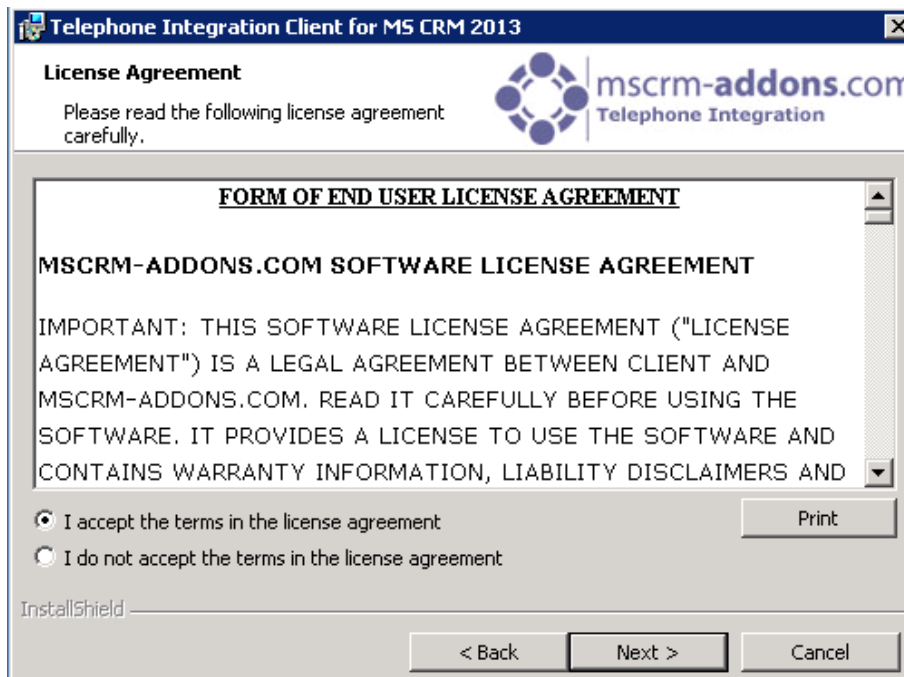 Telephone Integration Client for MS CRM 2013
License Agreement
Please read the following license agreement
carefully.
mscrm-addons.com
Telephone Integration
FORM OF END USER LICENSE AGREEMENT
MSCRM-ADDONS.COM SOFTWARE LICENSE AGREEMENT
IMPORTANT: THIS SOFTWARE LICENSE AGREEMENT ("LICENSE
AGREEMENT") IS A LEGAL AGREEMENT BETWEEN CLIENT AND
MSCRM-ADDONS.COM. READ IT CAREFULLY BEFORE USING THE
SOFTWARE. IT PROVIDES A LICENSE TO USE THE SOFTWARE AND
CONTAINS WARRANTY INFORMATION, LIABILITY DISCLAIMERS AND
I accept the terms in the license agreement
Print
I do not accept the terms in the license agreement
InstallShield
< Back
Next >
Cancel